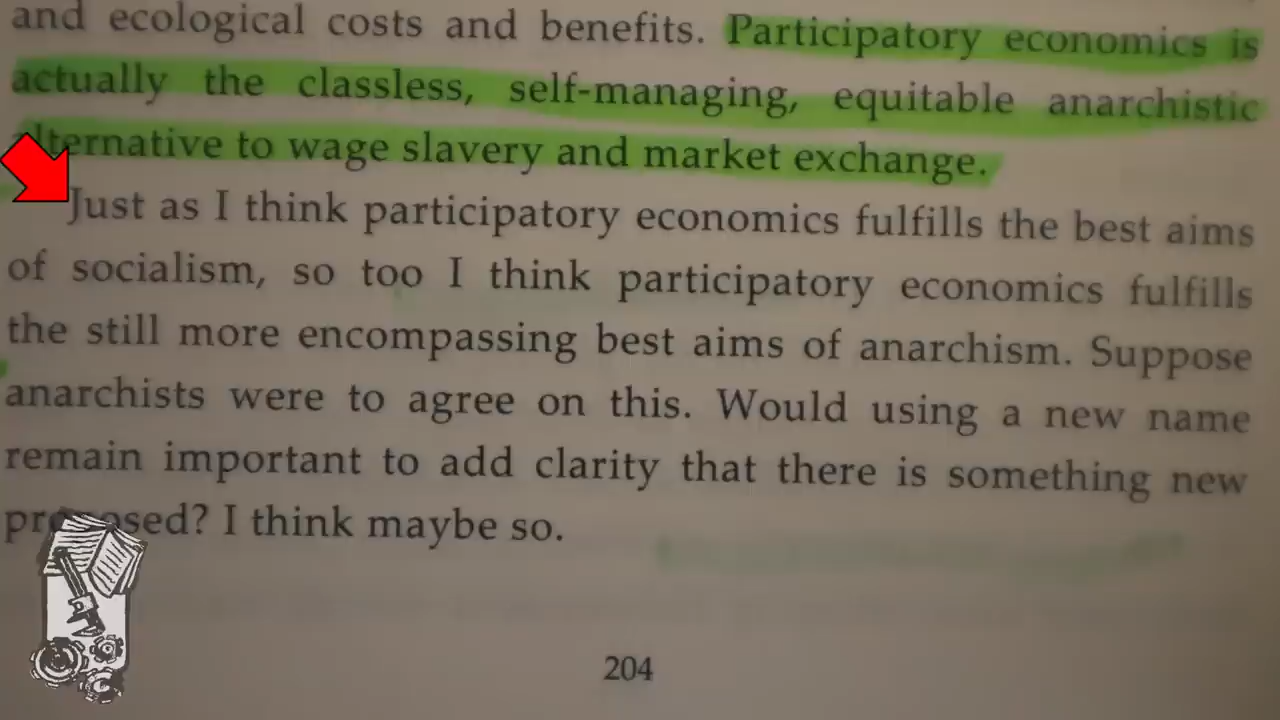 and ecological costs and benefits. Participatory economics is
actually the classless, self-managing, equitable anarchistic
alternative to wage slavery and market exchange.
Just as I think participatory economics fulfills the best aims
of socialism, so too I think participatory economics fulfills
the still more encompassing best aims of anarchism. Suppose
anarchists were to agree on this. Would using a new name
remain important to add clarity that there is something new
proposed? I think maybe so.
204